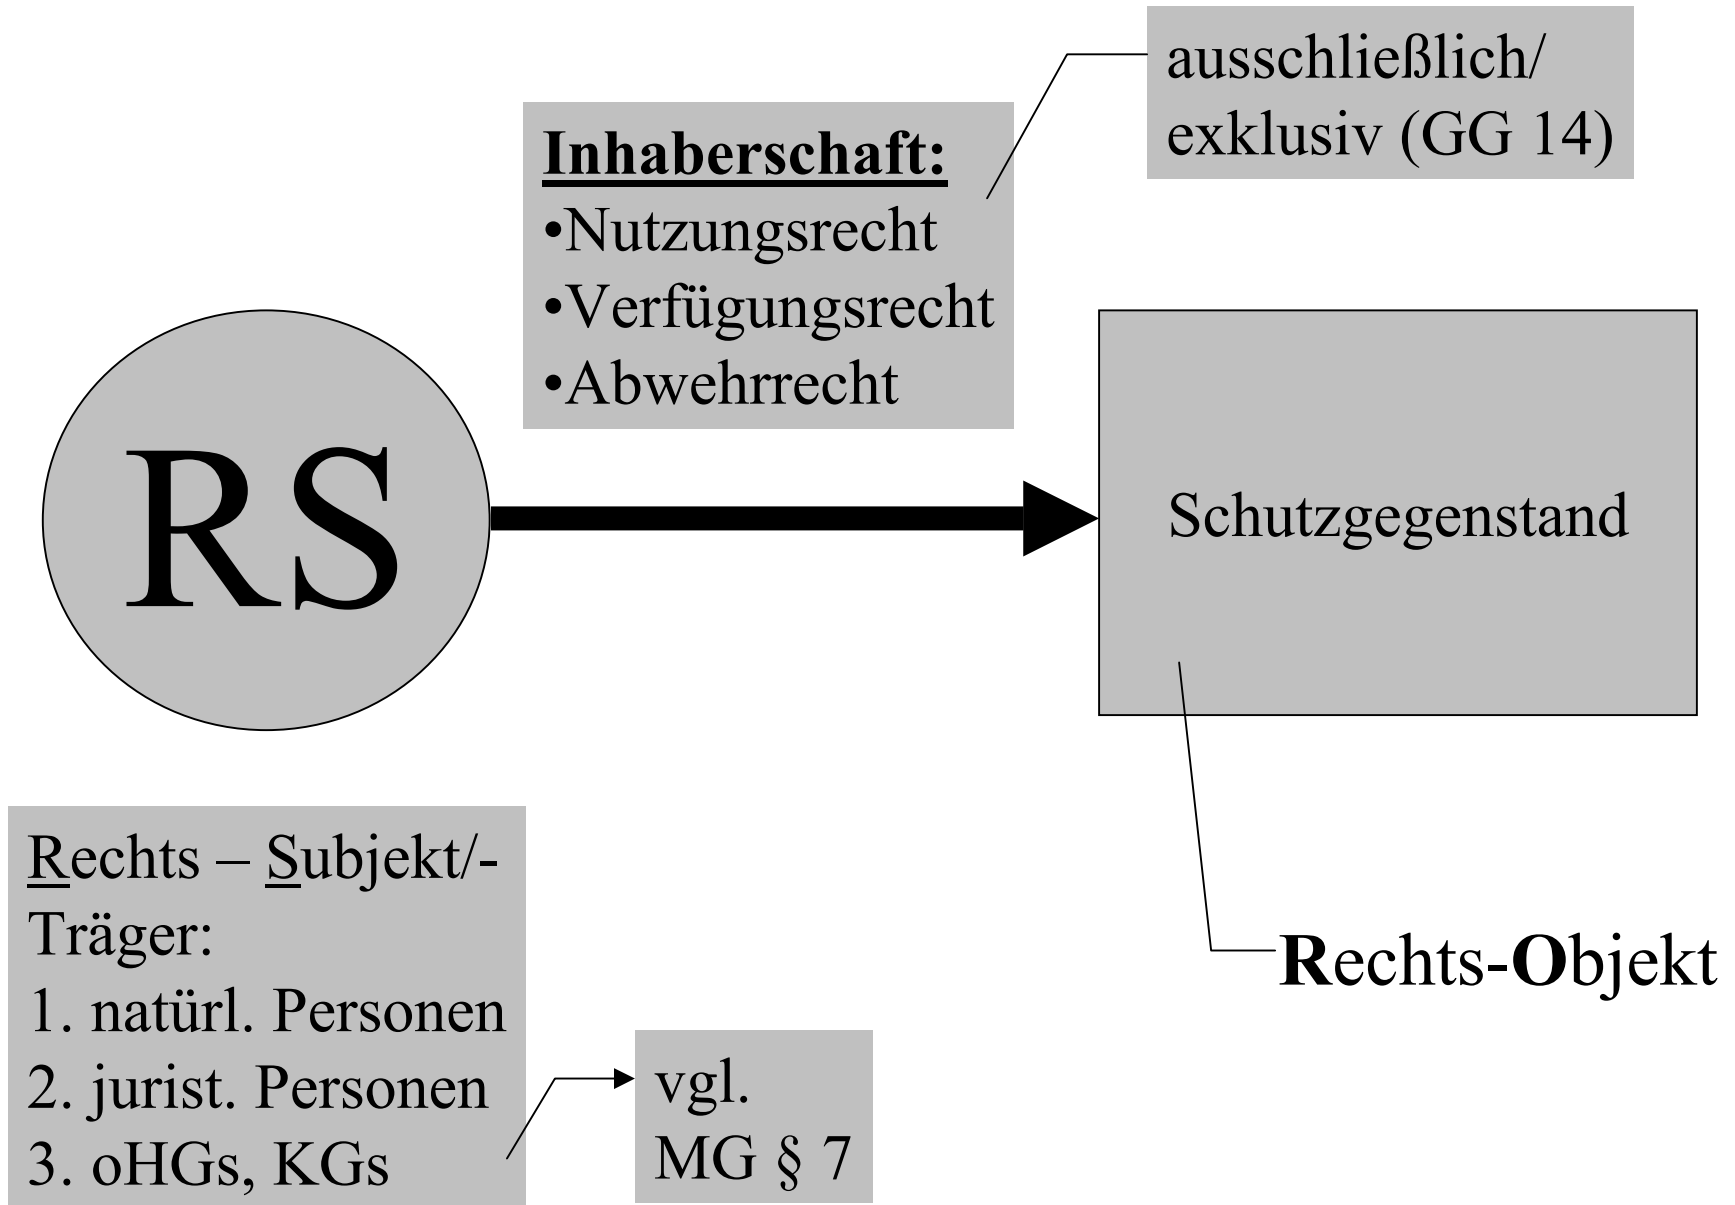 ausschließlich/
exklusiv (GG 14)
Inhaberschaft:
•Nutzungsrecht
•Verfügungsrecht
•Abwehrrecht
RS
Schutzgegenstand
Rechts – Subjekt/-
Träger:
1. natürl. Personen
2. jurist. Personen
3. oHGs, KGs
Rechts-Objekt
vgl.
MG § 7